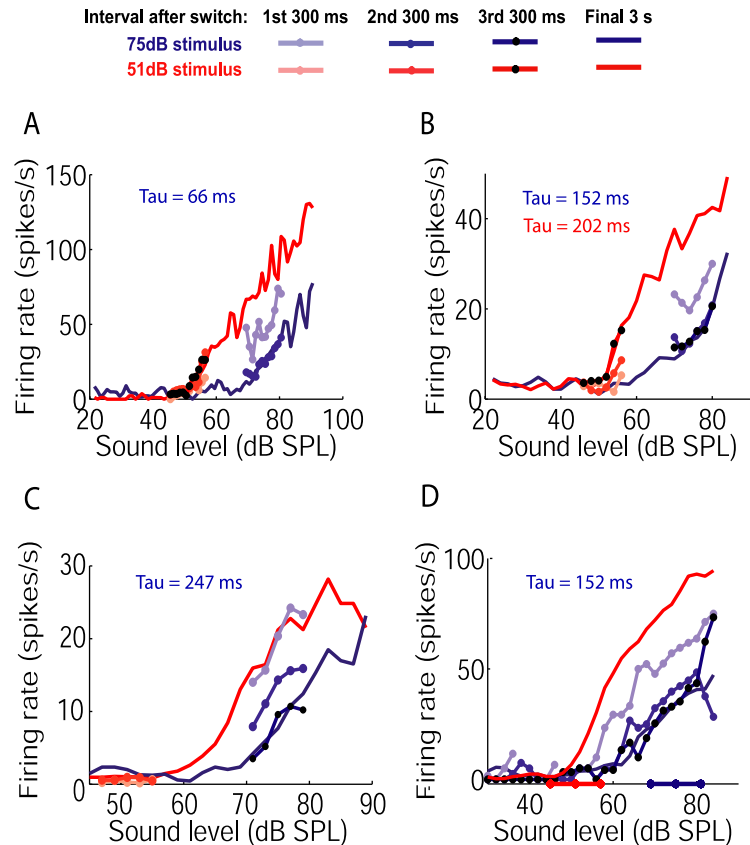 Interval after switch: 1st 300 ms 2nd 300 ms 3rd 300 ms Final 3 s
75dB stimulus
51dB stimulus
A
Firing rate (spikes/s)
150
100
50
0
20 40 60 80 100
Sound level (dB SPL)
Tau = 66 ms
B
Firing rate (spikes/s)
40
20
0
20 40 60 80
Sound level (dB SPL)
Tau = 152 ms
Tau = 202 ms
C
Firing rate (spikes/s)
30
20
10
0
50 60 70 80 90
Sound level (dB SPL)
Tau = 247 ms
D
Firing rate (spikes/s)
100
50
0
40 60 80
Sound level (dB SPL)
Tau = 152 ms